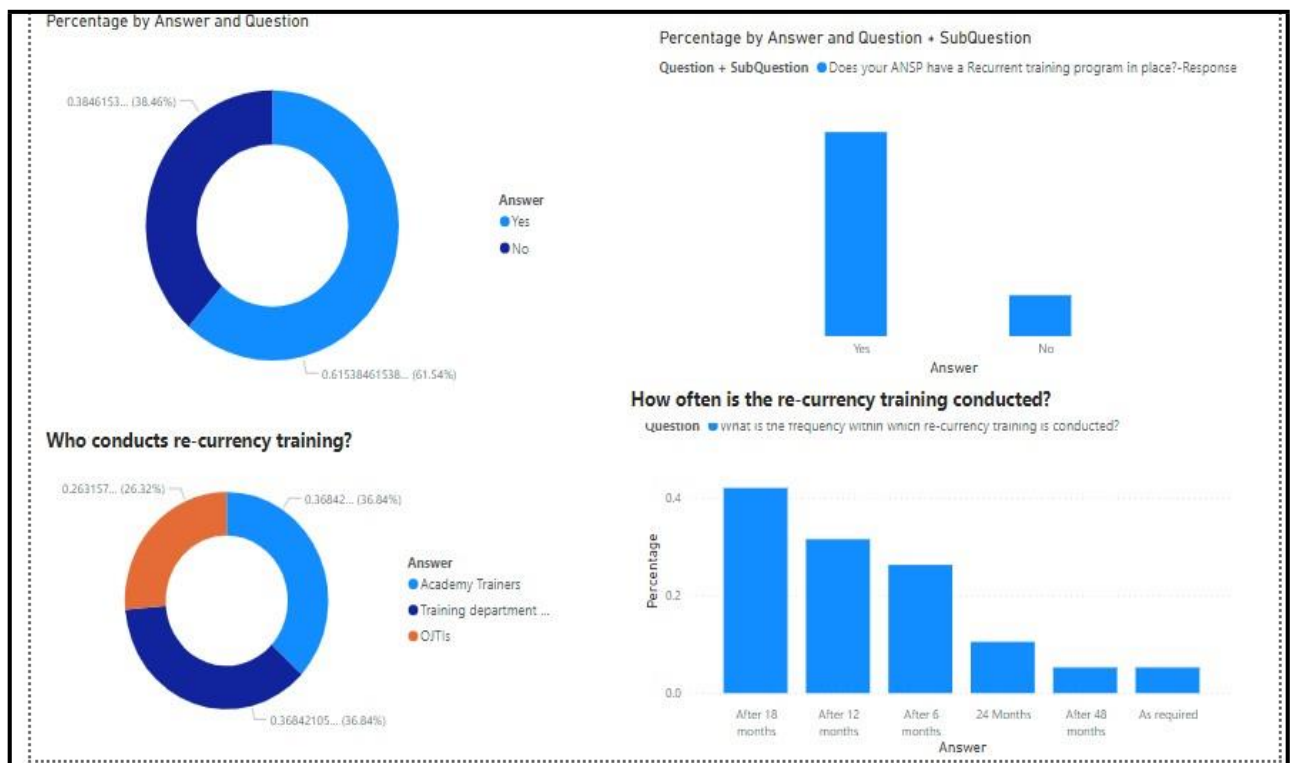 Percentage by Answer and Question
0.3846153... (38.46%)
Answer
Yes
No
0.61538461538... (61.54%)
Percentage by Answer and Question + SubQuestion
Question + SubQuestion Does your ANSP have a Recurrent training program in place?-Response
Yes
No
Answer
Who conducts re-currency training?
0.263157... (26.32%)
0.36842... (36.84%)
Answer
Academy Trainers
Training department ...
OJTIs
0.36842105... (36.84%)
How often is the re-currency training conducted?
Question What is the frequency within which re-currency training is conducted?
Percentage
0.4
0.2
0.0
After 18
months
After 12
months
After 6
months
24 Months
After 48
months
As required
Answer